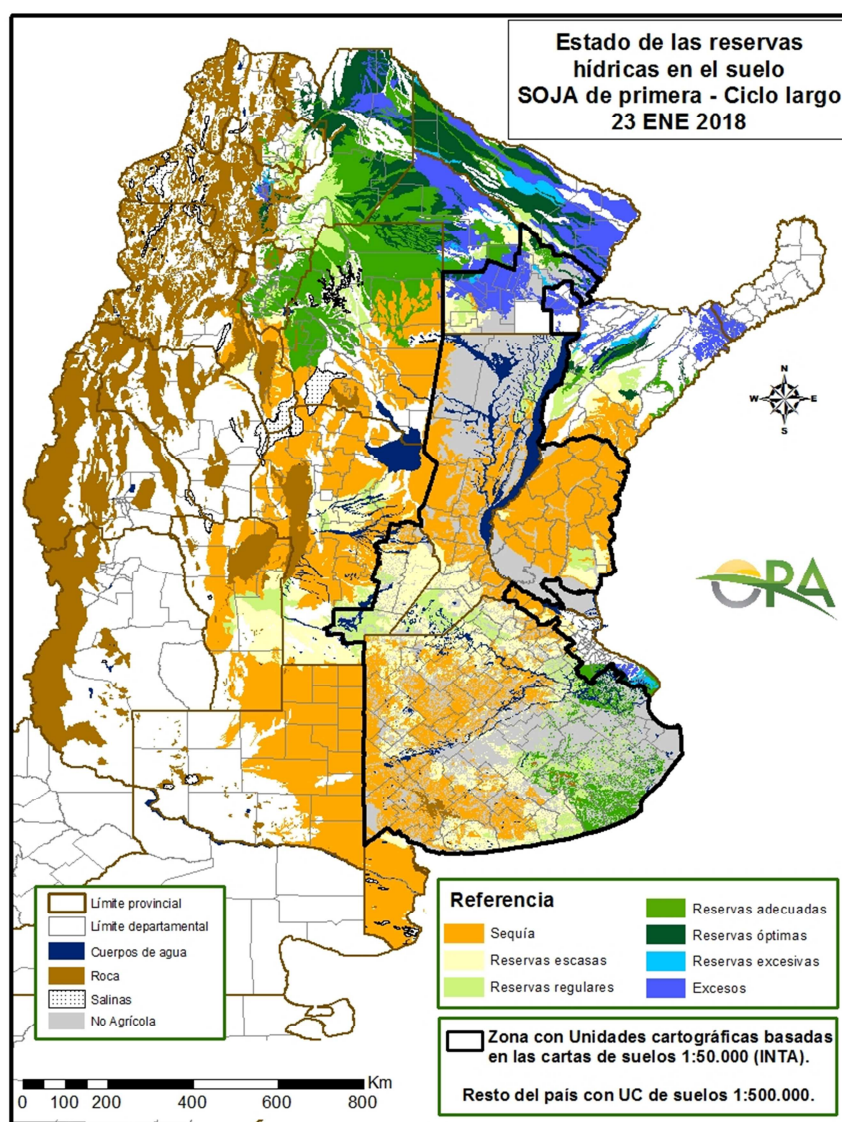 Estado de las reservas
hídricas en el suelo
SOJA de primera - Ciclo largo
23 ENE 2018
N
W
E
S
ORA
Límite provincial
Límite departamental
Cuerpos de agua
Roca
Salinas
No Agrícola
Referencia
Sequía
Reservas escasas
Reservas regulares
Reservas adecuadas
Reservas óptimas
Reservas excesivas
Excesos
Zona con Unidades cartográficas basadas
en las cartas de suelos 1:50.000 (INTA).
Resto del país con UC de suelos 1:500.000.
Km
0 50 100 200 400 600 800